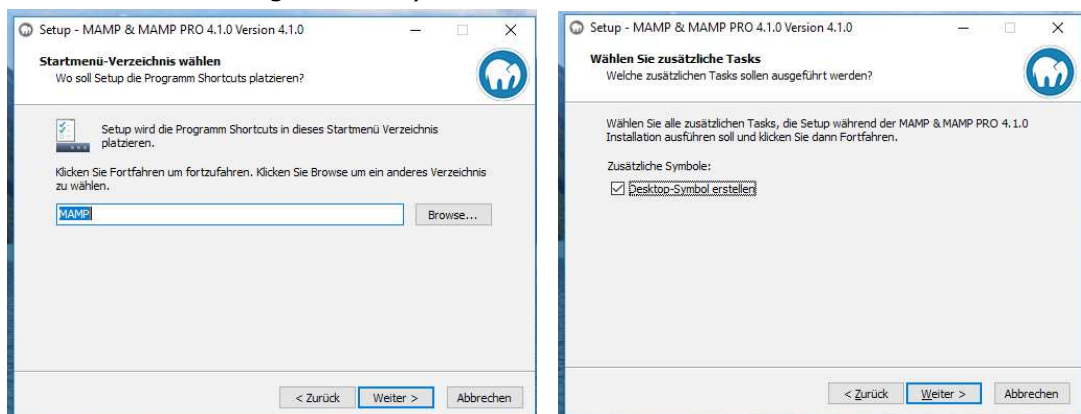 Setup - MAMP & MAMP PRO 4.1.0 Version 4.1.0
Startmenü-Verzeichnis wählen
Wo soll Setup die Programm Shortcuts platzieren?
Setup wird die Programm Shortcuts in dieses Startmenü Verzeichnis
platzieren.
Klicken Sie Fortfahren um fortzufahren. Klicken Sie Browse um ein anderes Verzeichnis
zu wählen.
MAMP
Browse...
< Zurück
Weiter >
Abbrechen
Setup - MAMP & MAMP PRO 4.1.0 Version 4.1.0
Wählen Sie zusätzliche Tasks
Welche zusätzlichen Tasks sollen ausgeführt werden?
Wählen Sie alle zusätzlichen Tasks, die Setup während der MAMP & MAMP PRO 4.1.0
Installation ausführen soll und klicken Sie dann Fortfahren.
Zusätzliche Symbole:
Desktop-Symbol erstellen
< Zurück
Weiter >
Abbrechen